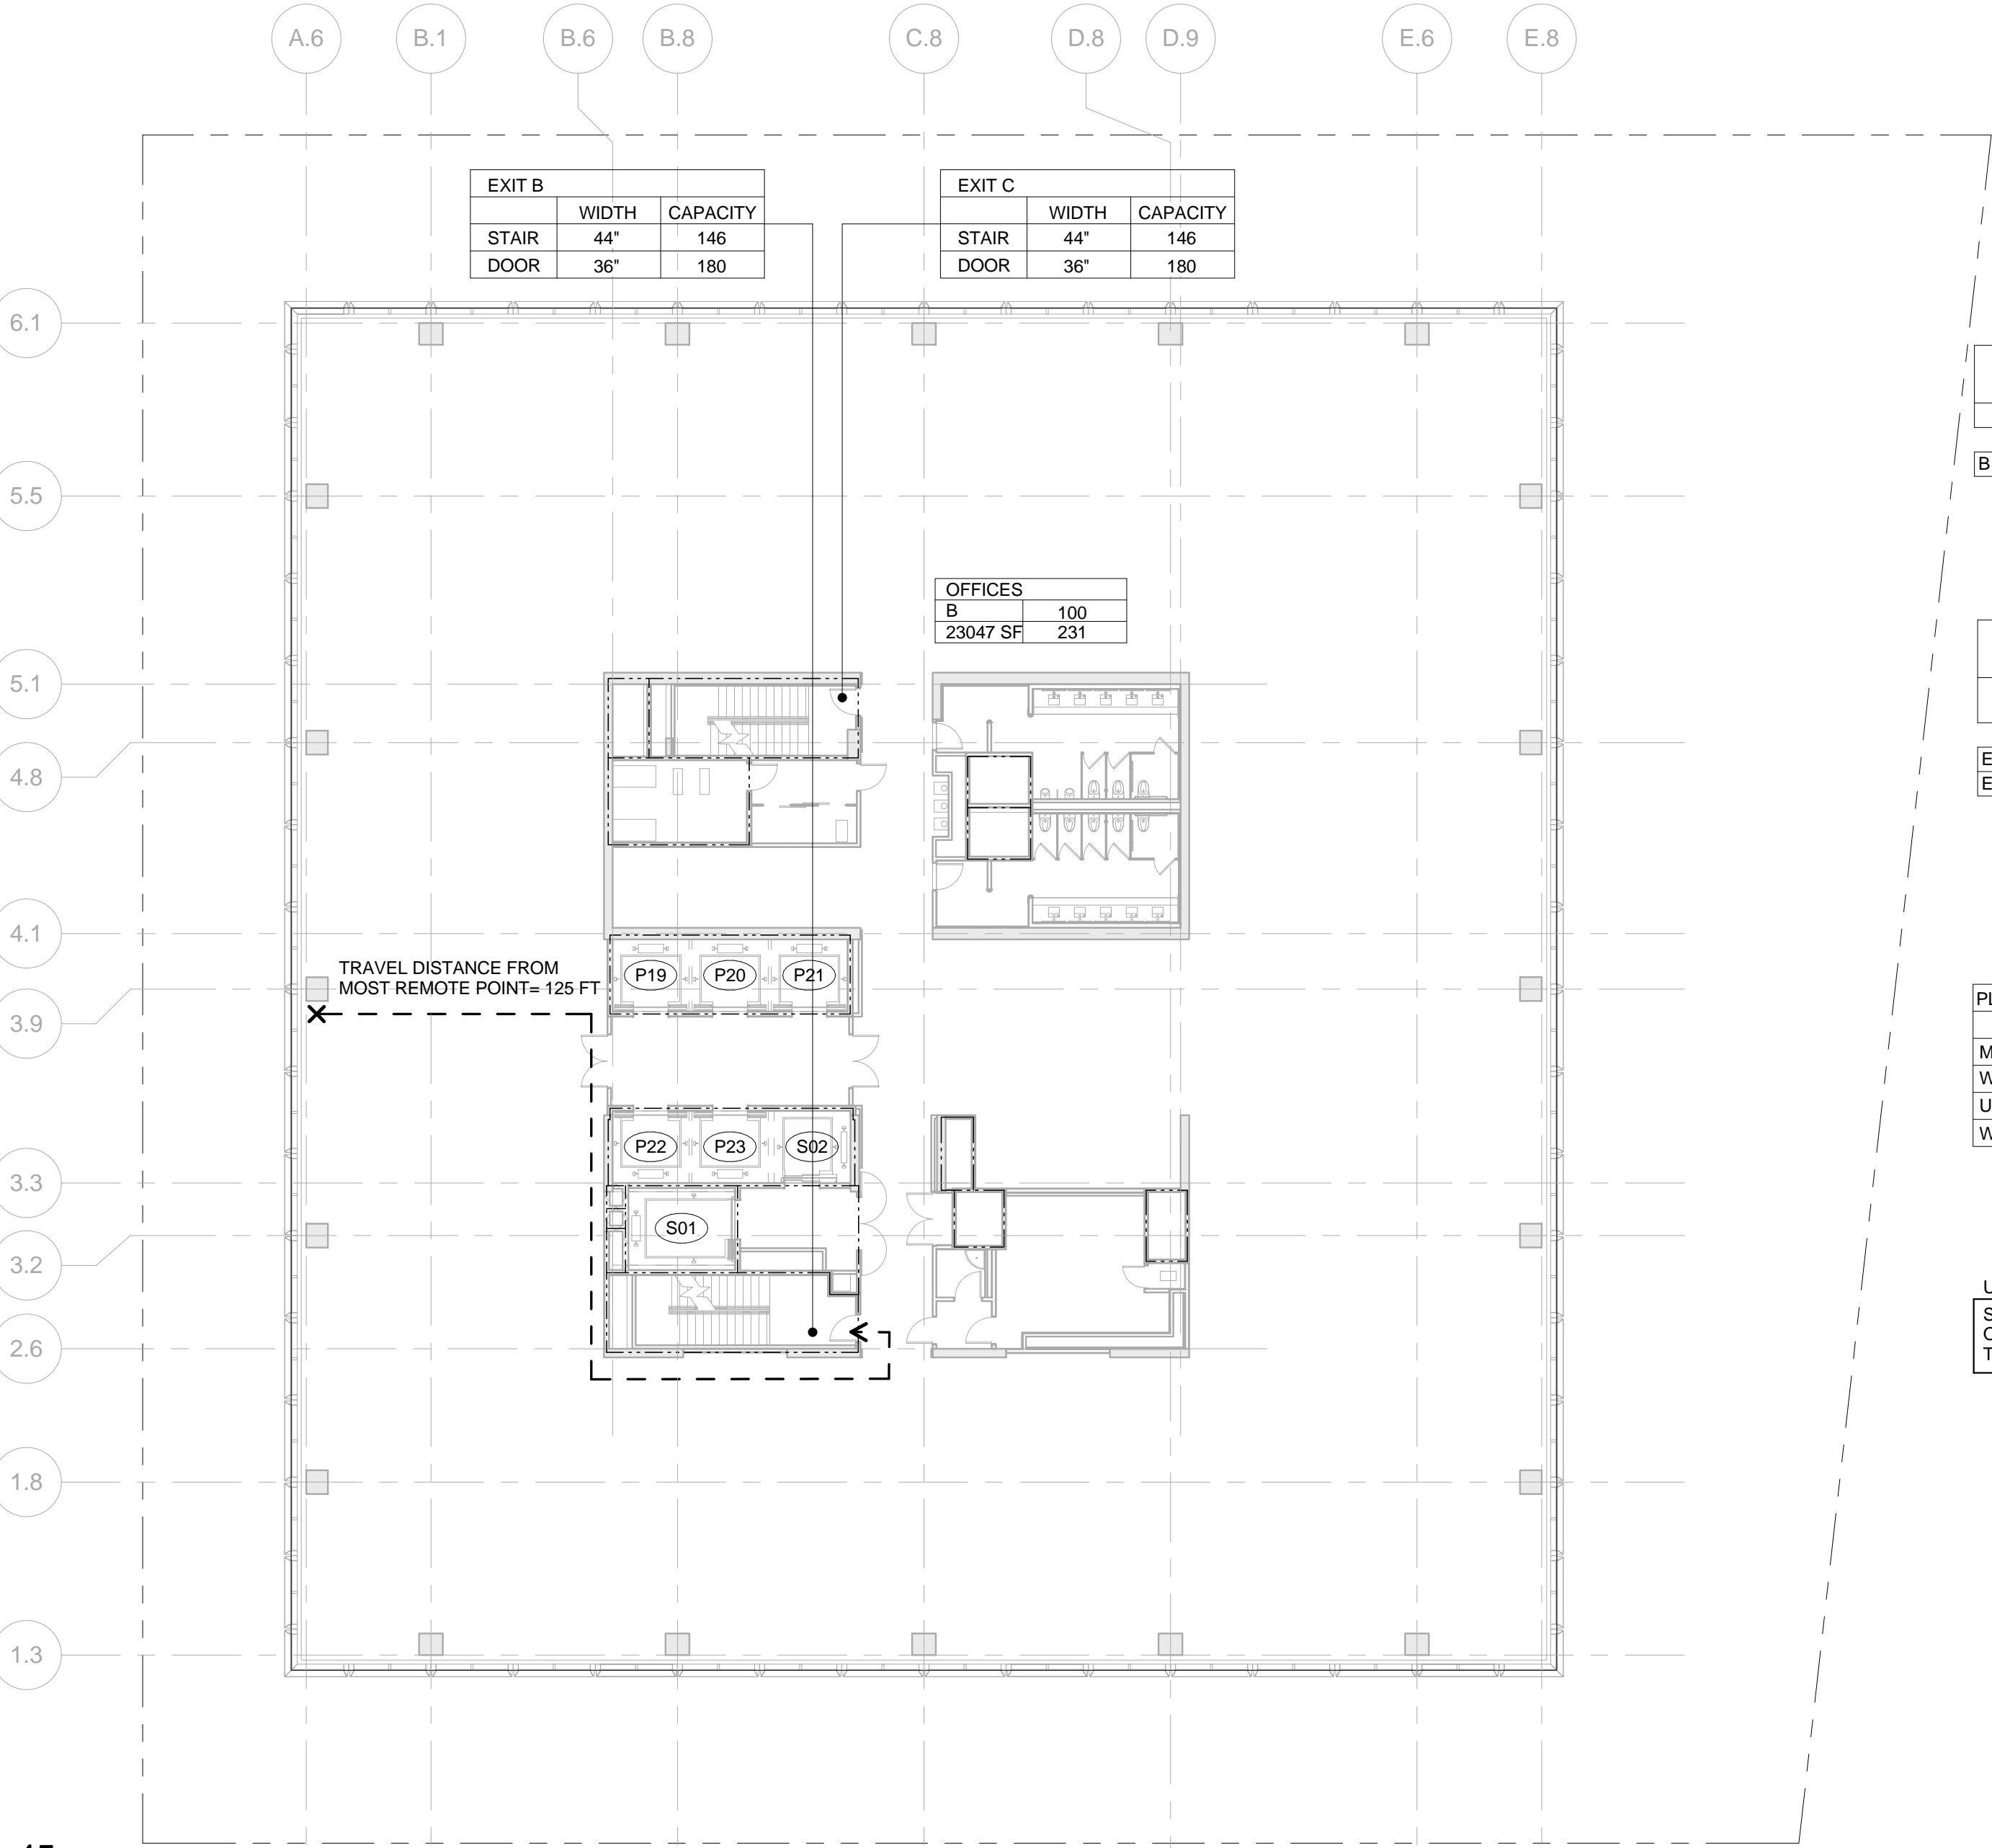 A.6 B.1 B.6 B.8 C.8 D.8 D.9 E.6 E.8
EXIT B
WIDTH CAPACITY
STAIR 44" 146
DOOR 36" 180
EXIT C
WIDTH CAPACITY
STAIR 44" 146
DOOR 36" 180
6.1
B
5.5
OFFICES
B 100
23047 SF 231
5.1
4.8
E
E
4.1
TRAVEL DISTANCE FROM
MOST REMOTE POINT= 125 FT
P19 P20 P21
3.9
M
W
U
W
P22 P23 S02
3.3
S01
3.2
2.6
S
T
1.8
1.3